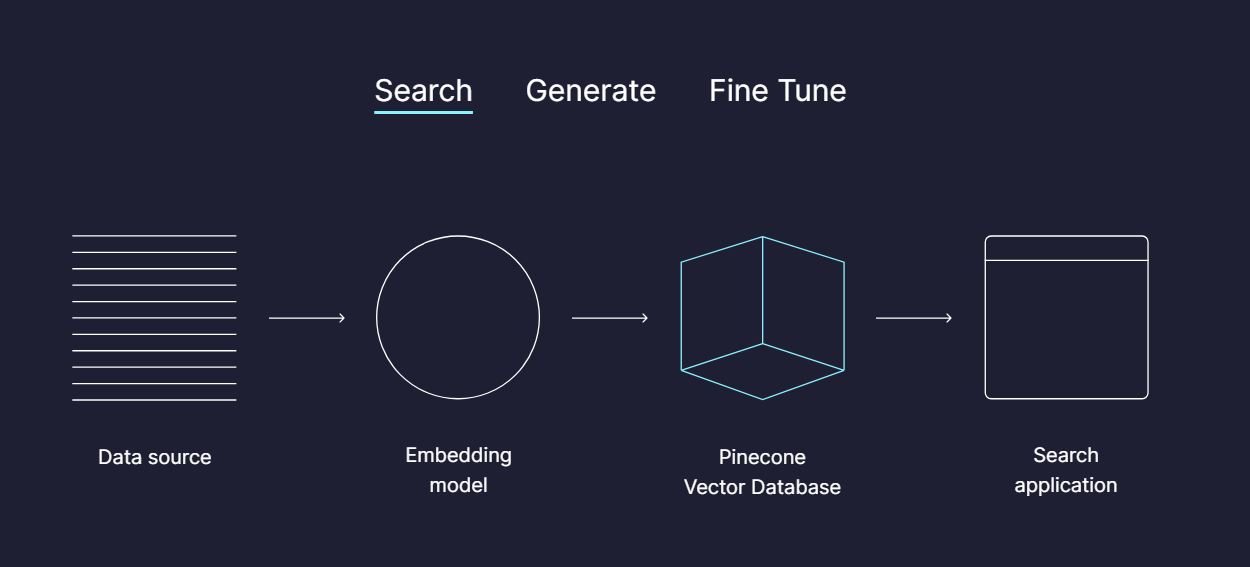 Search Generate Fine Tune
Data source
Embedding
model
Pinecone
Vector Database
Search
application